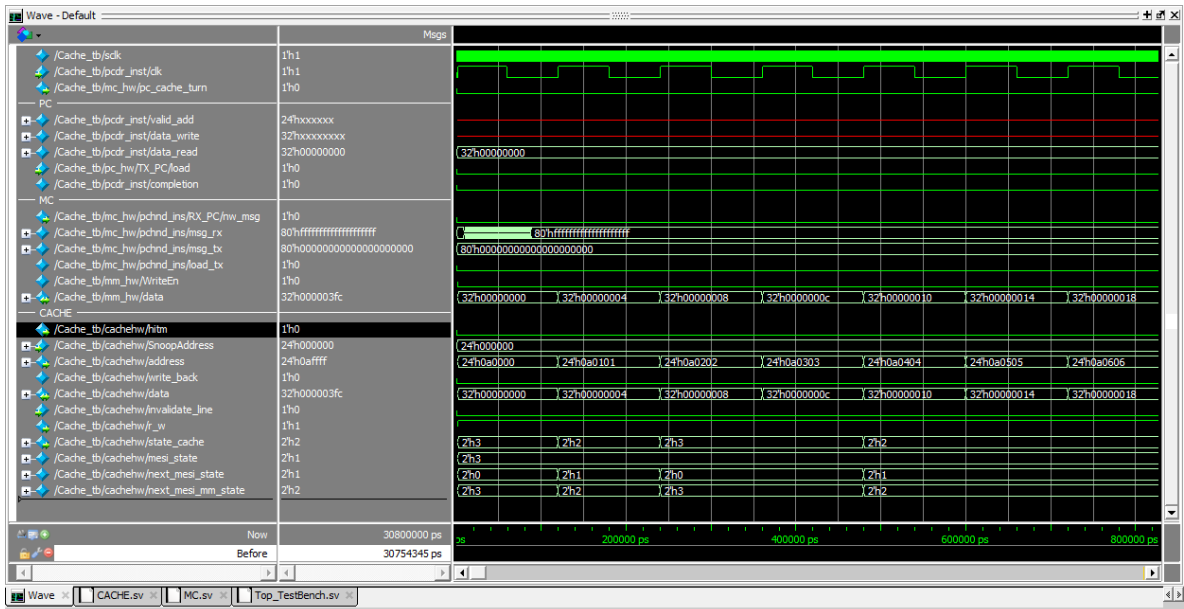 Wave - Default
Msgs
/Cache_tb/sclk 1'h1
/Cache_tb/pcdr_inst/clk 1'h1
/Cache_tb/mc_hw/pc_cache_turn 1'h0
PC
/Cache_tb/pcdr_inst/valid_add 24'hxxxxxx
/Cache_tb/pcdr_inst/data_write 32'hxxxxxxxx
/Cache_tb/pcdr_inst/data_read 32'h00000000 32'h00000000
/Cache_tb/pc_hw/TX_PC/load 1'h0
/Cache_tb/pcdr_inst/completion 1'h0
MC
/Cache_tb/mc_hw/pchnd_ins/RX_PC/nw_msg 1'h0
/Cache_tb/mc_hw/pchnd_ins/msg_rx 80'hffffffffffffffffffff 80'hffffffffffffffffffff
/Cache_tb/mc_hw/pchnd_ins/msg_tx 80'h00000000000000000000 80'h00000000000000000000
/Cache_tb/mc_hw/pchnd_ins/load_tx 1'h0
/Cache_tb/mm_hw/WriteEn 1'h0
/Cache_tb/mm_hw/data 32'h000003fc 32'h00000000 32'h00000004 32'h00000008 32'h0000000c 32'h00000010 32'h00000014 32'h00000018
CACHE
/Cache_tb/cachehw/hitm 1'h0
/Cache_tb/cachehw/SnoopAddress 24'h000000 24'h000000
/Cache_tb/cachehw/address 24'h0affff 24'h0a0000 24'h0a0101 24'h0a0202 24'h0a0303 24'h0a0404 24'h0a0505 24'h0a0606
/Cache_tb/cachehw/write_back 1'h0
/Cache_tb/cachehw/data 32'h000003fc 32'h00000000 32'h00000004 32'h00000008 32'h0000000c 32'h00000010 32'h00000014 32'h00000018
/Cache_tb/cachehw/invalidate_line 1'h0
/Cache_tb/cachehw/r_w 1'h1
/Cache_tb/cachehw/state_cache 2'h2 2'h3 2'h2 2'h3 2'h2
/Cache_tb/cachehw/mesi_state 2'h1 2'h3
/Cache_tb/cachehw/next_mesi_state 2'h1 2'h0 2'h1 2'h0 2'h1
/Cache_tb/cachehw/next_mesi_mm_state 2'h2 2'h3 2'h2 2'h3 2'h2
Now 30800000 ps ps 200000 ps 400000 ps 600000 ps 800000 ps
Before 30754345 ps
Wave CACHE.sv MC.sv Top_TestBench.sv